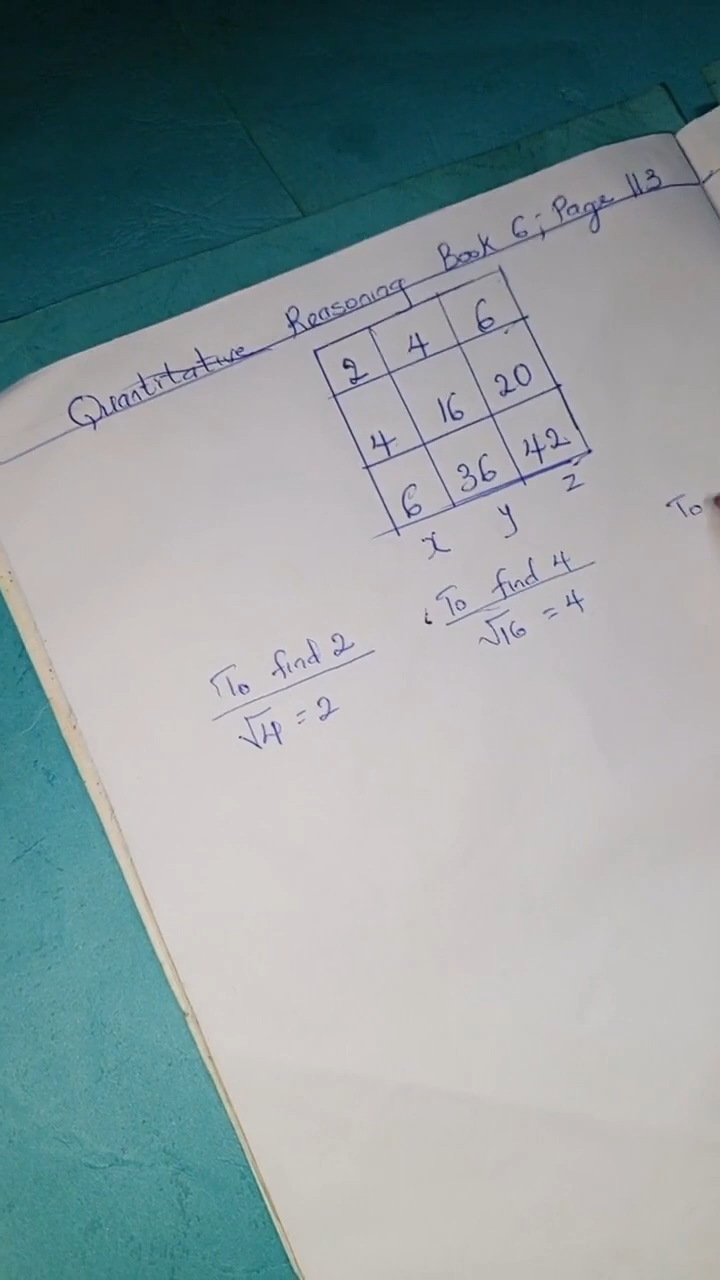 Quantitative Reasoning Book 6; Page 113
2 4 6
4 16 20
6 36 42
x y z
To find 2
√4 = 2
To find 4
√16 = 4
To